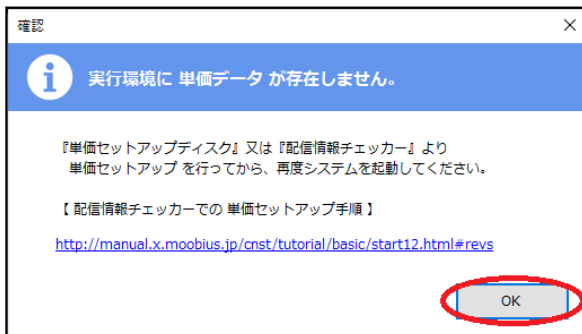 確認
実行環境に 単価データ が存在しません。
『単価セットアップディスク』又は『配信情報チェッカー』より
単価セットアップ を行ってから、再度システムを起動してください。
【 配信情報チェッカーでの 単価セットアップ手順 】
http://manual.x.moobius.jp/cnst/tutorial/basic/start12.html#revs
OK